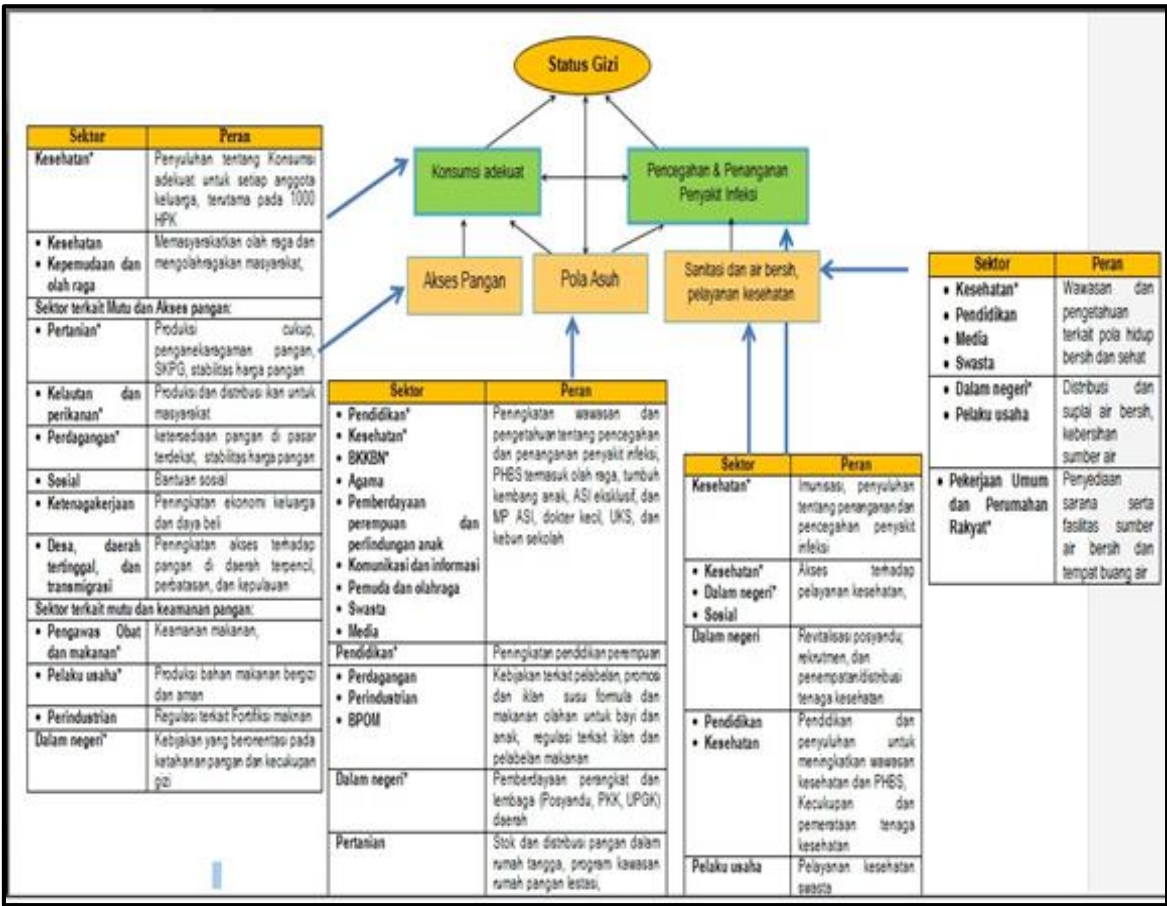 Status Gizi
Konsumsi adekuat
Pencegahan & Penanganan
Penyakit Infeksi
Akses Pangan
Pola Asuh
Sanitasi dan air bersih,
pelayanan kesehatan
Sektor Peran
Kesehatan* Penyuluhan tentang Konsumsi
adekuat untuk setiap anggota
keluarga, terutama pada 1000
HPK
• Kesehatan Memasyarakatkan olah raga dan
• Kepemudaan dan mengolahragakan masyarakat,
olah raga
Sektor terkait Mutu dan Akses pangan:
• Pertanian* Produksi cukup,
penganekaragaman pangan,
SKPG, stabilitas harga pangan
• Kelautan dan Produksi dan distribusi ikan untuk
perikanan* masyarakat
• Perdagangan* ketersediaan pangan di pasar
terdekat, stabilitas harga pangan
• Sosial Bantuan sosial
• Ketenagakerjaan Peningkatan ekonomi keluarga
dan daya beli
• Desa, daerah Peningkatan akses terhadap
tertinggal, dan pangan di daerah terpencil,
transmigrasi perbatasan, dan kepulauan
Sektor terkait mutu dan keamanan pangan:
• Pengawas Obat Keamanan makanan,
dan makanan*
• Pelaku usaha* Produksi bahan makanan bergizi
dan aman
• Perindustrian Regulasi terkait Fortifiksi maknan
Dalam negeri* Kebijakan yang berorientasi pada
ketahanan pangan dan kecukupan
gizi
Sektor Peran
• Pendidikan* Peningkatan wawasan dan
• Kesehatan* pengetahuan tentang pencegahan
• BKKBN* dan penanganan penyakit infeksi,
• Agama PHBS termasuk olah raga, tumbuh
• Pemberdayaan kembang anak, ASI eksklusif, dan
perempuan dan MP ASI, dokter kecil, UKS, dan
perlindungan anak kebun sekolah
• Komunikasi dan informasi
• Pemuda dan olahraga
• Swasta
• Media
Pendidikan* Peningkatan pendidikan perempuan
• Perdagangan Kebijakan terkait pelabelan, promosi
• Perindustrian dan iklan susu formula dan
• BPOM makanan olahan untuk bayi dan
anak, regulasi terkait iklan dan
pelabelan makanan
Dalam negeri* Pemberdayaan perangkat dan
lembaga (Posyandu, PKK, UPGK)
daerah
Pertanian Stok dan distribusi pangan dalam
rumah tangga, program kawasan
rumah pangan lestasi,
Sektor Peran
Kesehatan* Imunsasi, penyuluhan
tentang penanganan dan
pencegahan penyakit
infeksi
• Kesehatan* Akses terhadap
• Dalam negeri* pelayanan kesehatan,
• Sosial
Dalam negeri Revitalisasi posyandu;
rekrutmen, dan
penempatan/distribusi
tenaga kesehatan
• Pendidikan Pendidikan dan
• Kesehatan penyuluhan untuk
meningkatkan wawasan
kesehatan dan PHBS,
Kecukupan dan
pemerataan tenaga
kesehatan
Pelaku usaha Pelayanan kesehatan
swasta
Sektor Peran
• Kesehatan* Wawasan dan
• Pendidikan pengetahuan
• Media terkait pola hidup
• Swasta bersih dan sehat
• Dalam negeri* Distribusi dan
• Pelaku usaha suplai air bersih,
kebersihan
sumber air
• Pekerjaan Umum Penyediaan
dan Perumahan sarana serta
Rakyat* fasilitas sumber
air bersih dan
tempat buang air